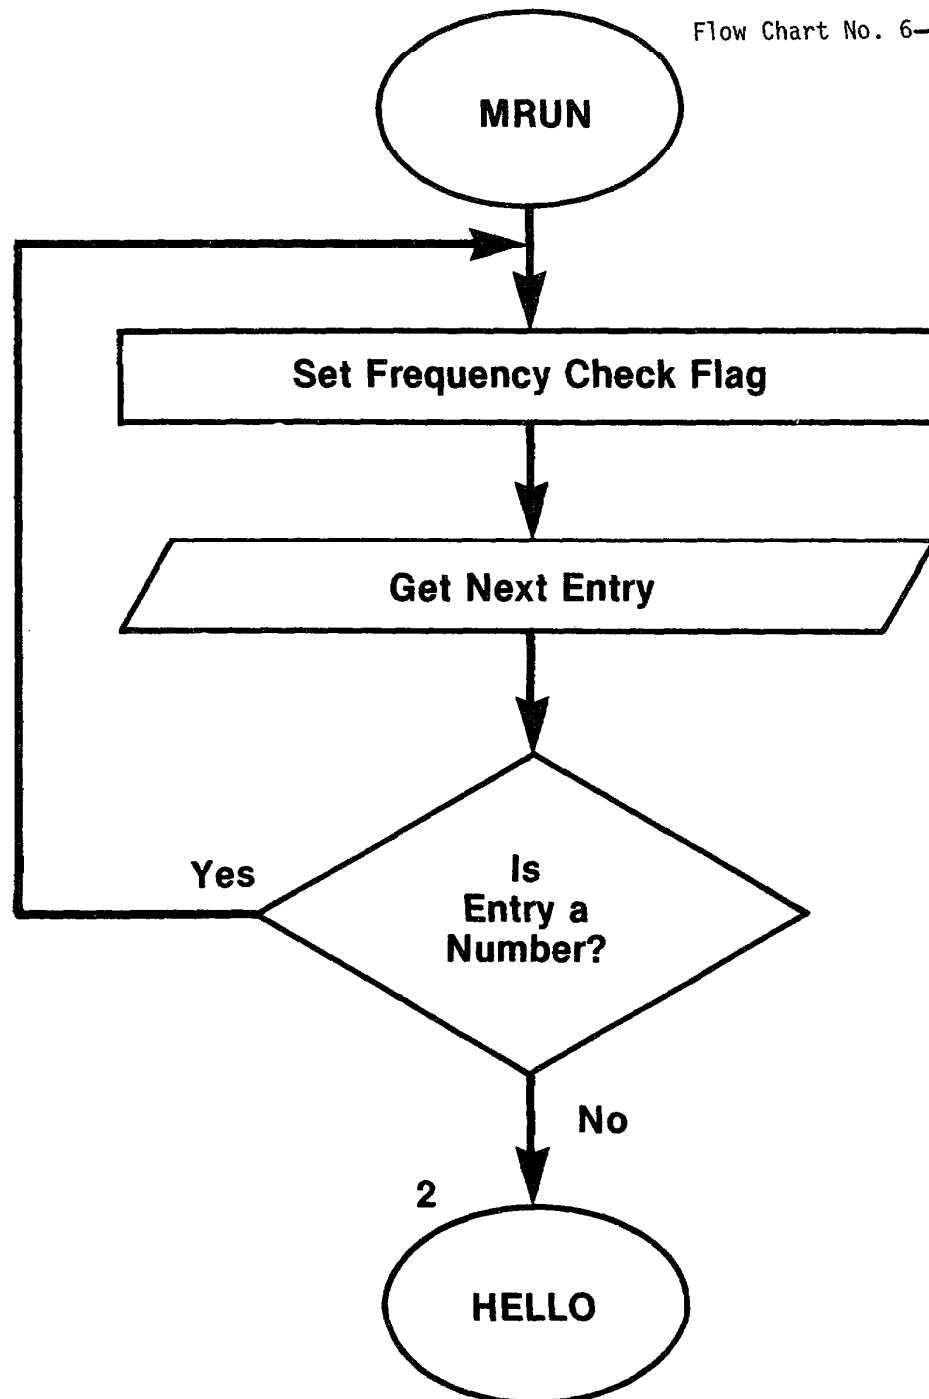 Flow Chart No. 6—
MRUN
Set Frequency Check Flag
Get Next Entry
Yes
Is
Entry a
Number?
No
2
HELLO